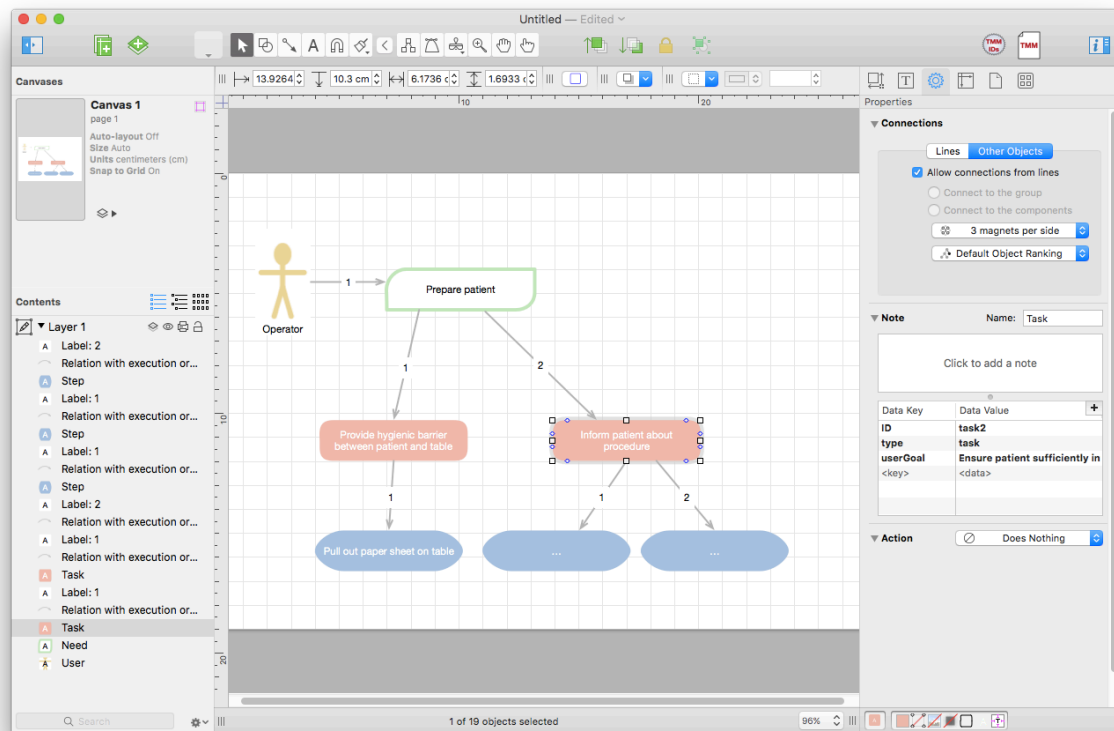 Untitled — Edited
TMM IDs
TMM
Canvases
Canvas 1
page 1
Auto-layout Off
Size Auto
Units centimeters (cm)
Snap to Grid On
Contents
Layer 1
Label: 2
Relation with execution or...
Step
Label: 1
Relation with execution or...
Step
Label: 1
Relation with execution or...
Step
Label: 2
Relation with execution or...
Label: 1
Relation with execution or...
Task
Label: 1
Relation with execution or...
Task
Need
User
Search
13.9264
10.3 cm
6.1736 c
1.6933 c
10
20
0
10
20
Operator
1
Prepare patient
1
2
Provide hygienic barrier
between patient and table
Inform patient about
procedure
1
1
2
Pull out paper sheet on table
...
...
1 of 19 objects selected
96%
Properties
Connections
Lines
Other Objects
Allow connections from lines
Connect to the group
Connect to the components
3 magnets per side
Default Object Ranking
Note
Name: Task
Click to add a note
Data Key Data Value
ID task2
type task
userGoal Ensure patient sufficiently in
<key> <data>
Action
Does Nothing